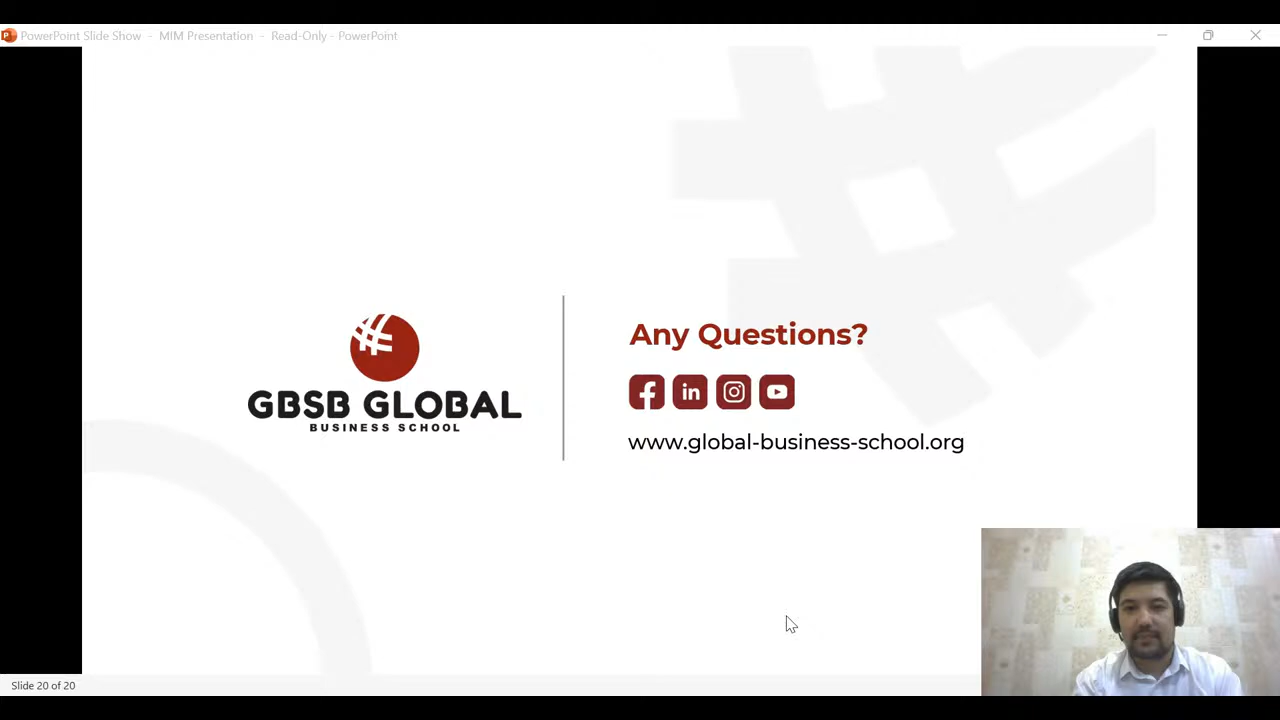 PowerPoint Slide Show - MIM Presentation - Read-Only - PowerPoint
Any Questions?
GBSB GLOBAL
BUSINESS SCHOOL
www.global-business-school.org
Slide 20 of 20